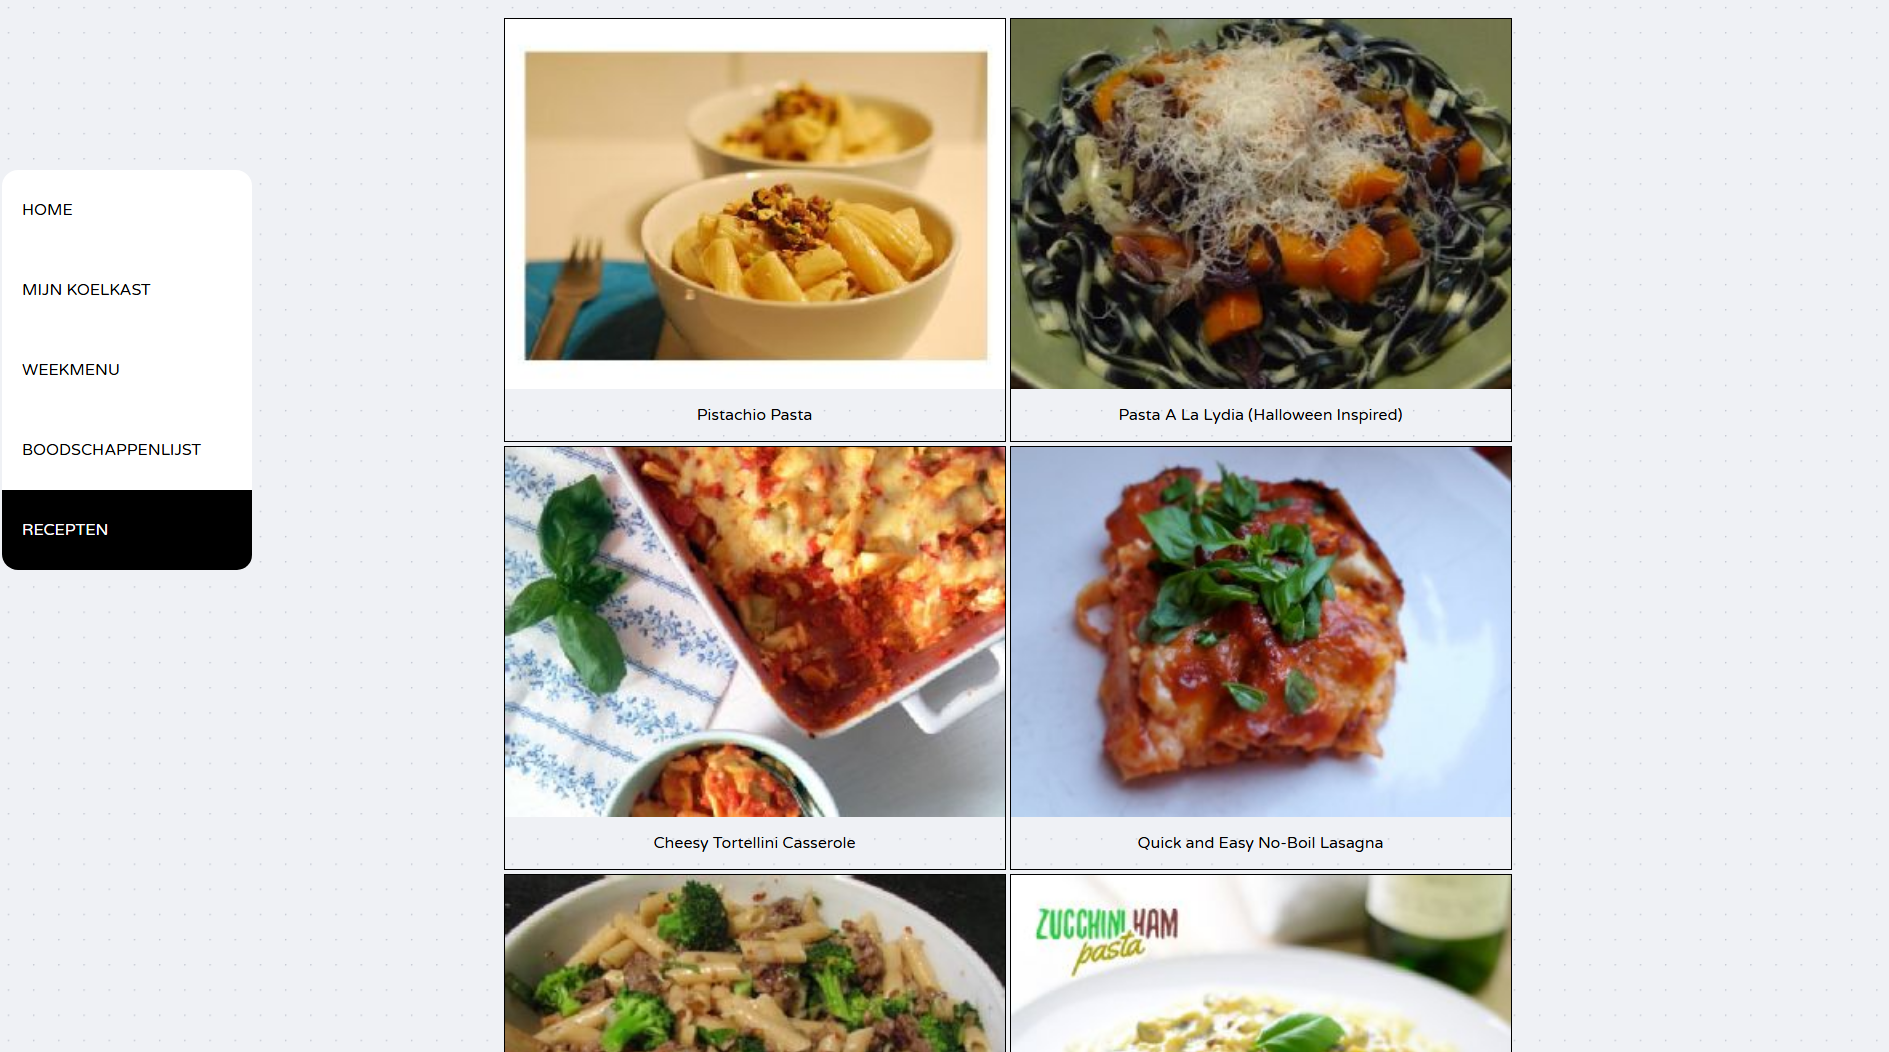 HOME
MIJN KOELKAST
WEEKMENU
BOODSCHAPPENLIJST
RECEPTEN
Pistachio Pasta
Pasta A La Lydia (Halloween Inspired)
Cheesy Tortellini Casserole
Quick and Easy No-Boil Lasagna
ZUCCHINI HAM
pasta